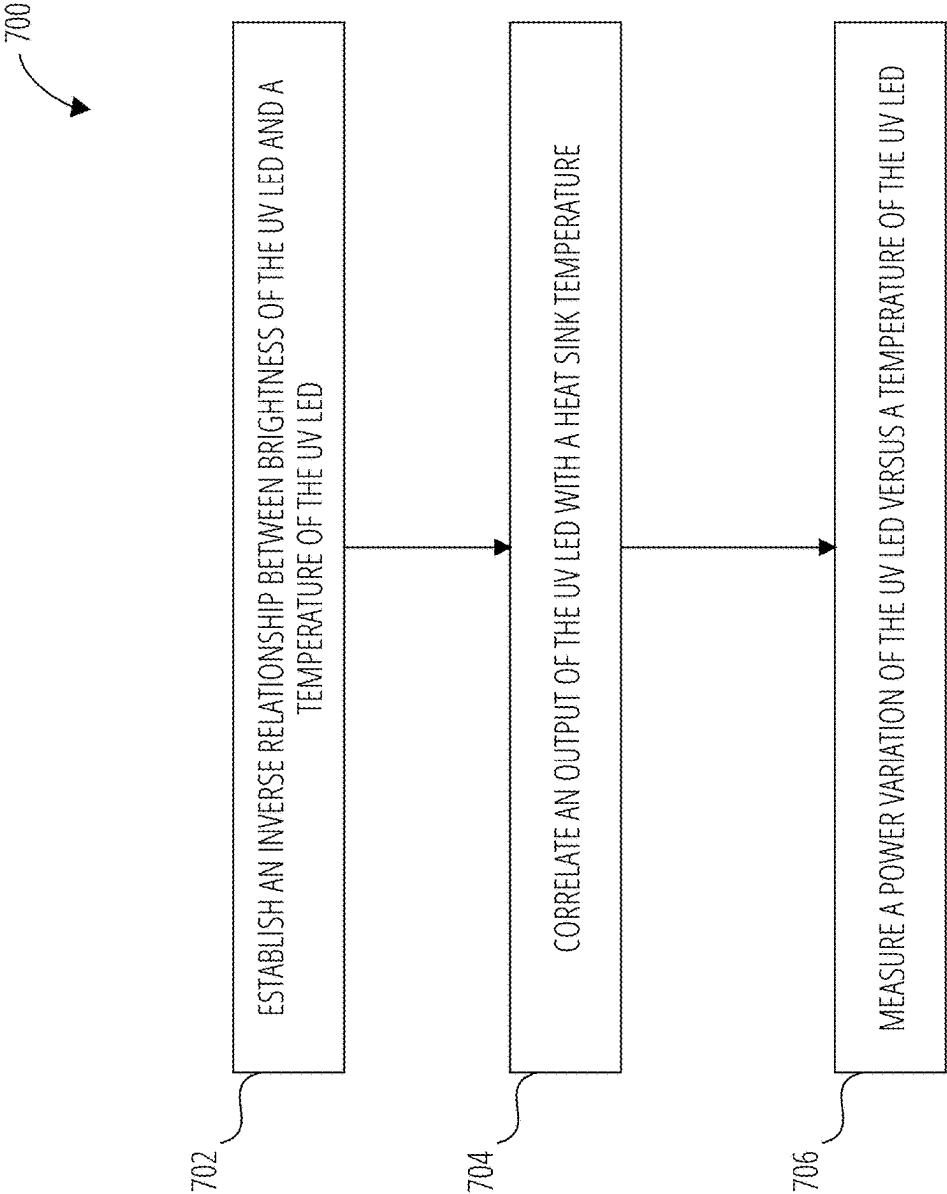 700
702
ESTABLISH AN INVERSE RELATIONSHIP BETWEEN BRIGHTNESS OF THE UV LED AND A
TEMPERATURE OF THE UV LED
704
CORRELATE AN OUTPUT OF THE UV LED WITH A HEAT SINK TEMPERATURE
706
MEASURE A POWER VARIATION OF THE UV LED VERSUS A TEMPERATURE OF THE UV LED